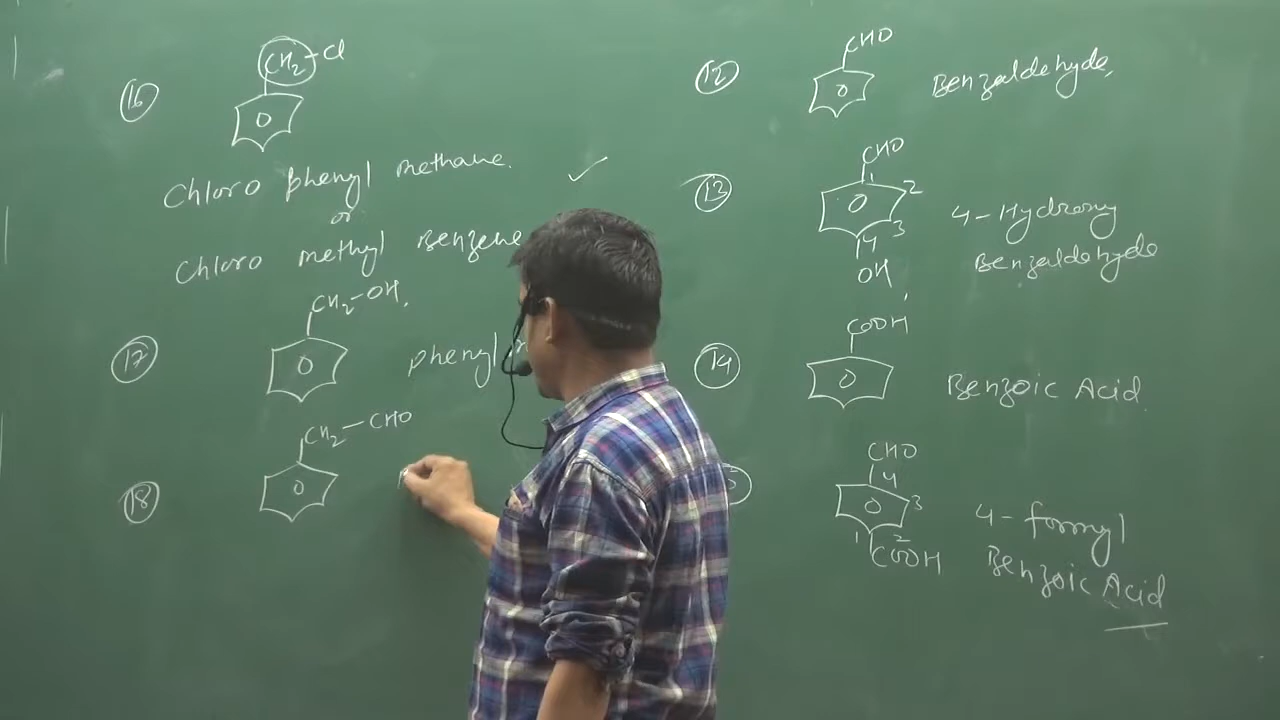 16
CH2-Cl
Chloro phenyl methane.
or
Chloro methyl Benzene
17
CH2-OH,
phenyl
18
CH2-CHO
12
CHO
Benzaldehyde,
13
CHO
1
2
3
4
OH
4-Hydroxy
Benzaldehyde
14
COOH
Benzoic Acid.
CHO
4
3
2
1
COOH
4-formyl
Benzoic Acid